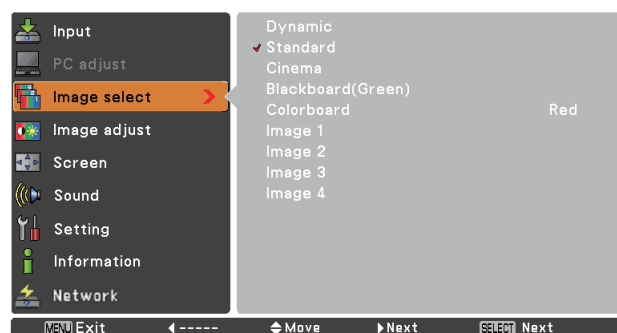 Input
PC adjust
Image select
Image adjust
Screen
Sound
Setting
Information
Network
Dynamic
Standard
Cinema
Blackboard(Green)
Colorboard Red
Image 1
Image 2
Image 3
Image 4
MENU Exit ----- Move Next SELECT Next